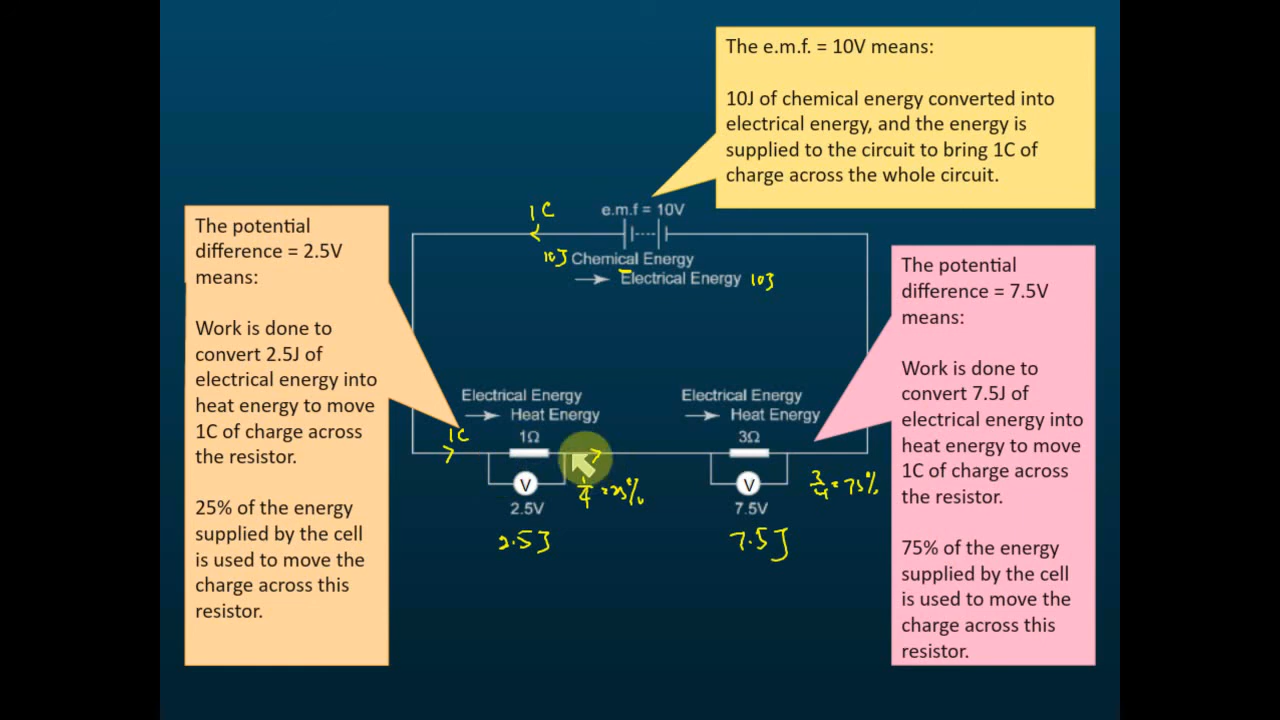 The e.m.f. = 10V means:
10J of chemical energy converted into
electrical energy, and the energy is
supplied to the circuit to bring 1C of
charge across the whole circuit.
1C
e.m.f = 10V
10J
Chemical Energy
Electrical Energy
10J
The potential
difference = 2.5V
means:
Work is done to
convert 2.5J of
electrical energy into
heat energy to move
1C of charge across
the resistor.
25% of the energy
supplied by the cell
is used to move the
charge across this
resistor.
Electrical Energy
Heat Energy
1C
1Ω
V
2.5V
2.5J
1/4 = 25%
Electrical Energy
Heat Energy
3Ω
V
7.5V
7.5J
3/4 = 75%
The potential
difference = 7.5V
means:
Work is done to
convert 7.5J of
electrical energy into
heat energy to move
1C of charge across
the resistor.
75% of the energy
supplied by the cell
is used to move the
charge across this
resistor.